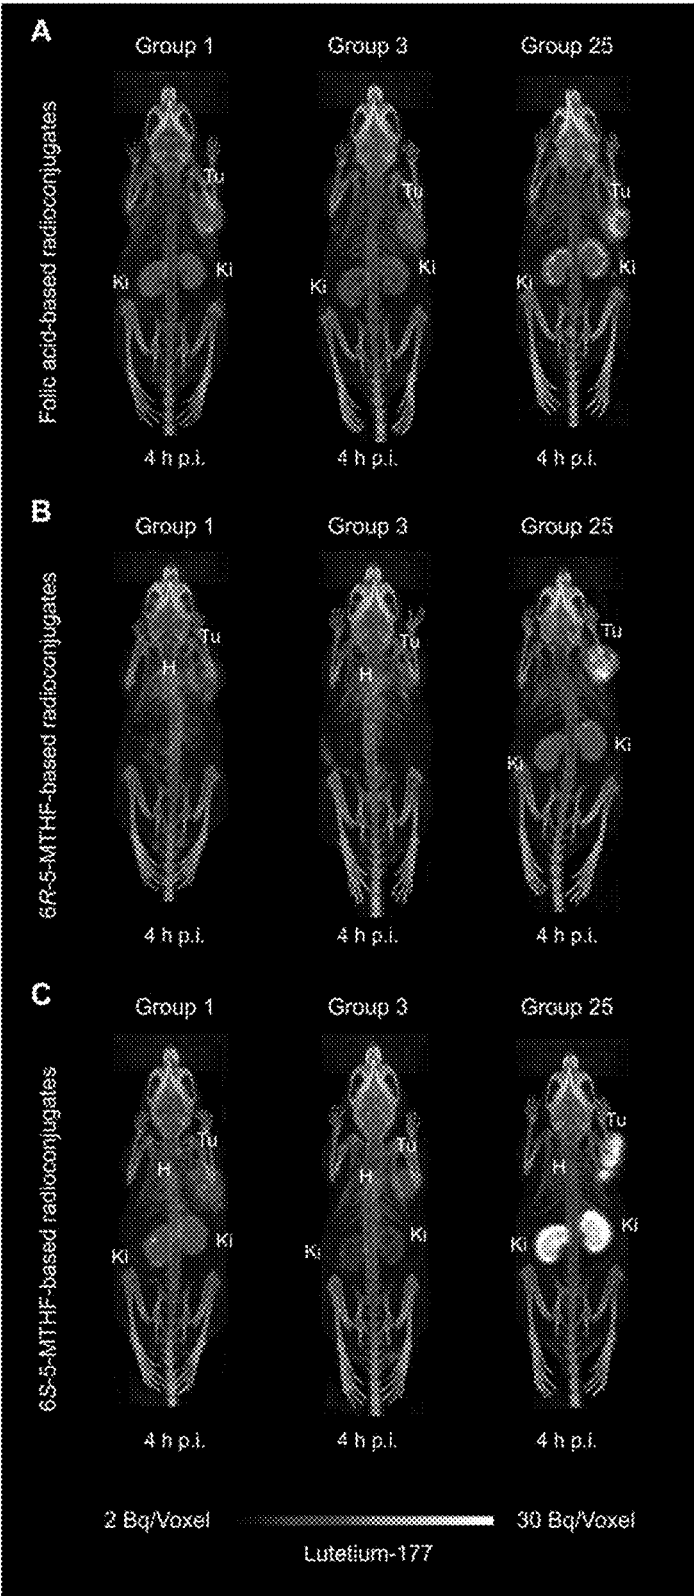 A
Group 1 Group 3 Group 25
Folic acid-based radioconjugates
Tu Tu Tu
Ki Ki Ki Ki Ki Ki
4 h p.i. 4 h p.i. 4 h p.i.
B
Group 1 Group 3 Group 25
6R-5-MTHF-based radioconjugates
Tu Tu Tu
H H
Ki Ki
4 h p.i. 4 h p.i. 4 h p.i.
C
Group 1 Group 3 Group 25
6S-5-MTHF-based radioconjugates
Tu Tu Tu
H H H
Ki Ki Ki Ki Ki Ki
4 h p.i. 4 h p.i. 4 h p.i.
2 Bq/Voxel 30 Bq/Voxel
Lutetium-177